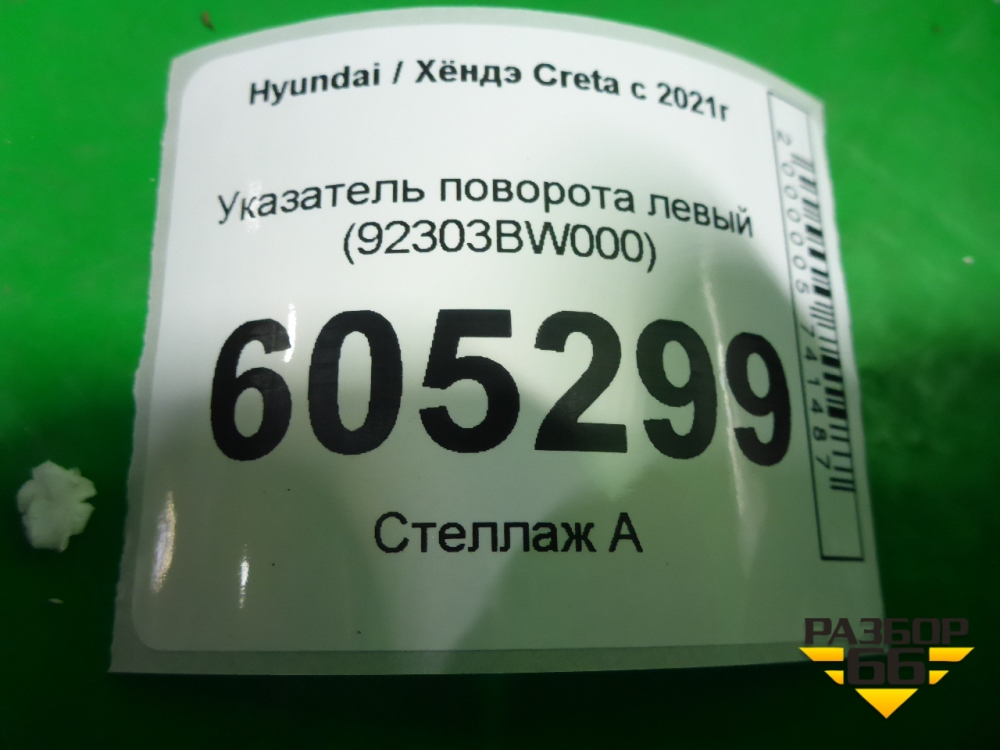 Hyundai / Хёндэ Creta с 2021г
Указатель поворота левый
(92303BW000)
605299
Стеллаж А
2000005741487
РАЗБОР
66